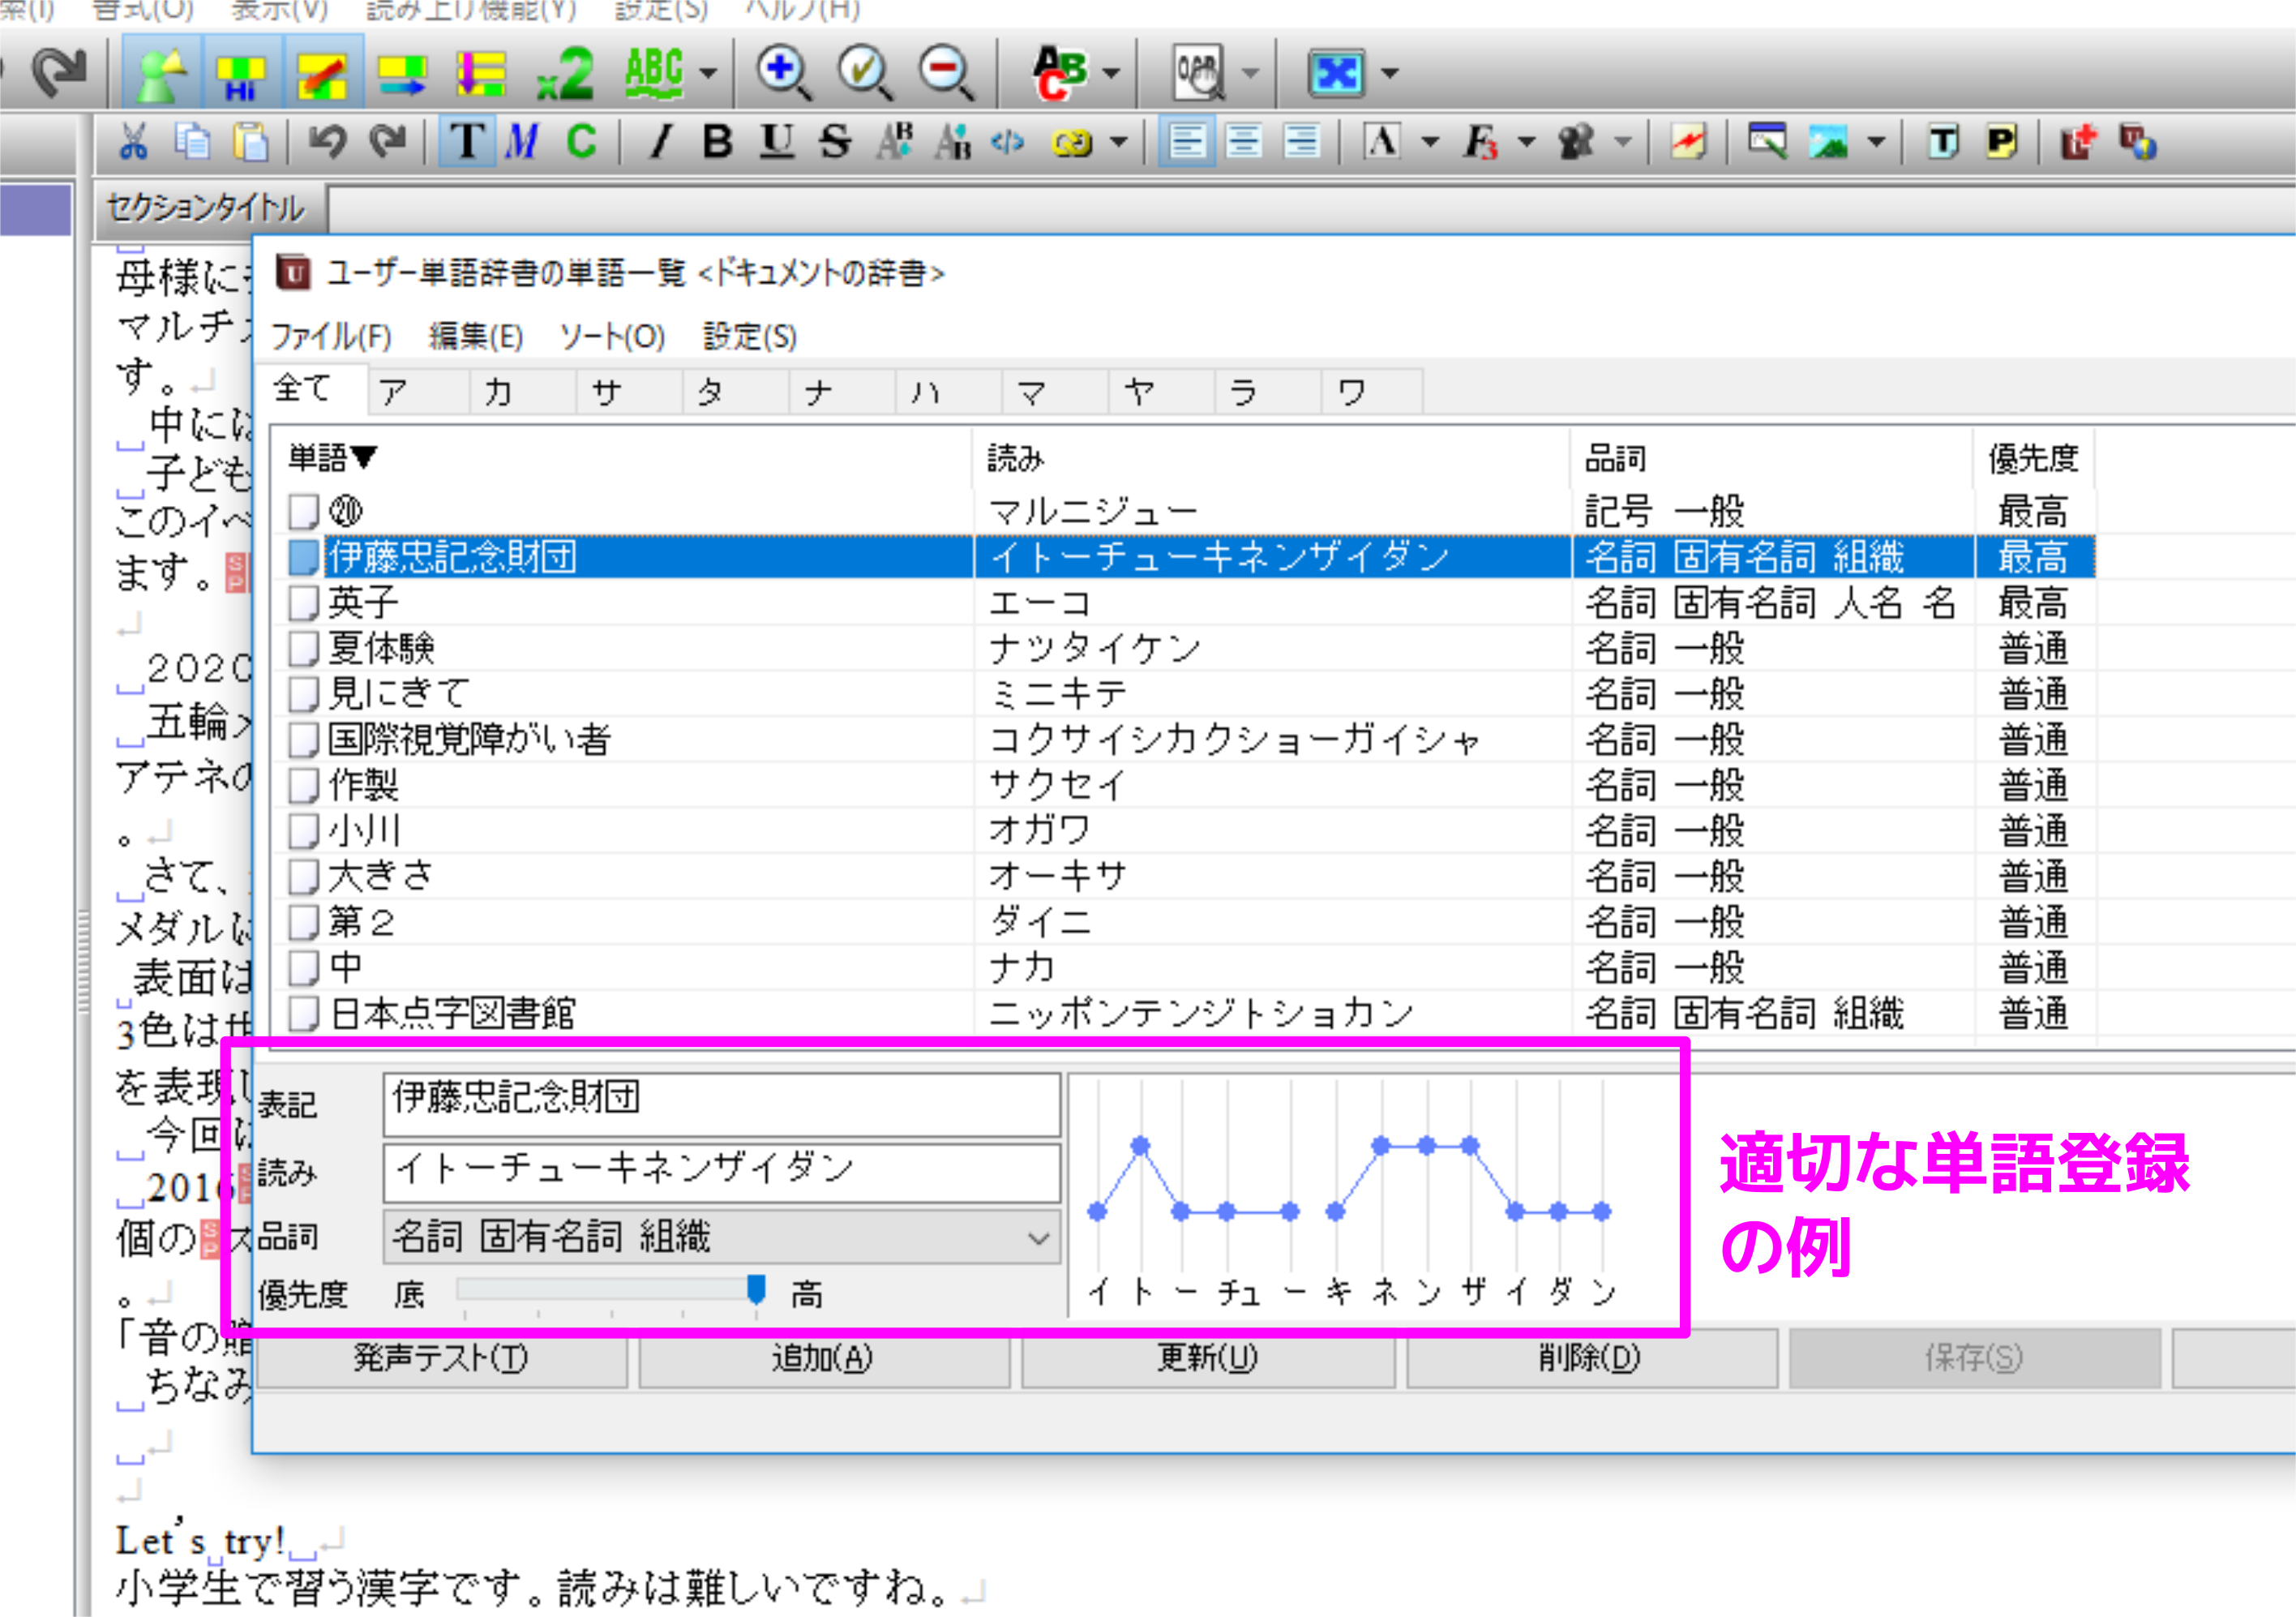 索(I) 書式(O) 表示(V) 読み上げ機能(Y) 設定(S) ヘルプ(H)
Hi x2 ABC ABC OCR
T M C I B U S AB AB A F3 T P
セクションタイトル
母様に
マルチ
す。
中には
子ども
このイベ
ます。
2020
五輪
アテネの
。
さて、
メダルに
表面は
3色は世
を表現し
今回は
2016
個の
。
「音の贈
ちなみ
ユーザー単語辞書の単語一覧 <ドキュメントの辞書>
ファイル(F) 編集(E) ソート(O) 設定(S)
全て ア カ サ タ ナ ハ マ ヤ ラ ワ
単語▼ 読み 品詞 優先度
⑳ マルニジュー 記号 一般 最高
伊藤忠記念財団 イトーチューキネンザイダン 名詞 固有名詞 組織 最高
英子 エーコ 名詞 固有名詞 人名 名 最高
夏体験 ナツタイケン 名詞 一般 普通
見にきて ミニキテ 名詞 一般 普通
国際視覚障がい者 コクサイシカクショーガイシャ 名詞 一般 普通
作製 サクセイ 名詞 一般 普通
小川 オガワ 名詞 一般 普通
大きさ オーキサ 名詞 一般 普通
第２ ダイニ 名詞 一般 普通
中 ナカ 名詞 一般 普通
日本点字図書館 ニッポンテンジトショカン 名詞 固有名詞 組織 普通
表記 伊藤忠記念財団
読み イトーチューキネンザイダン
品詞 名詞 固有名詞 組織
優先度 底 高
イ ト ー チュ ー キ ネ ン ザ イ ダ ン
適切な単語登録
の例
発声テスト(T) 追加(A) 更新(U) 削除(D) 保存(S)
Let's try!
小学生で習う漢字です。読みは難しいですね。